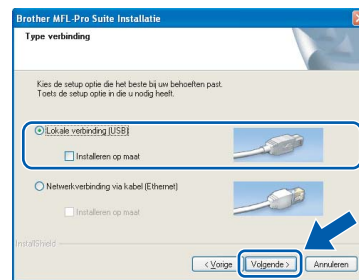 Brother MFL-Pro Suite Installatie
Type verbinding
Kies de setup optie die het beste bij uw behoeften past.
Toets de setup optie in die u nodig heeft.
Lokale verbinding (USB)
Installeren op maat
Netwerkverbinding via kabel (Ethernet)
Installeren op maat
InstallShield
< Vorige
Volgende >
Annuleren